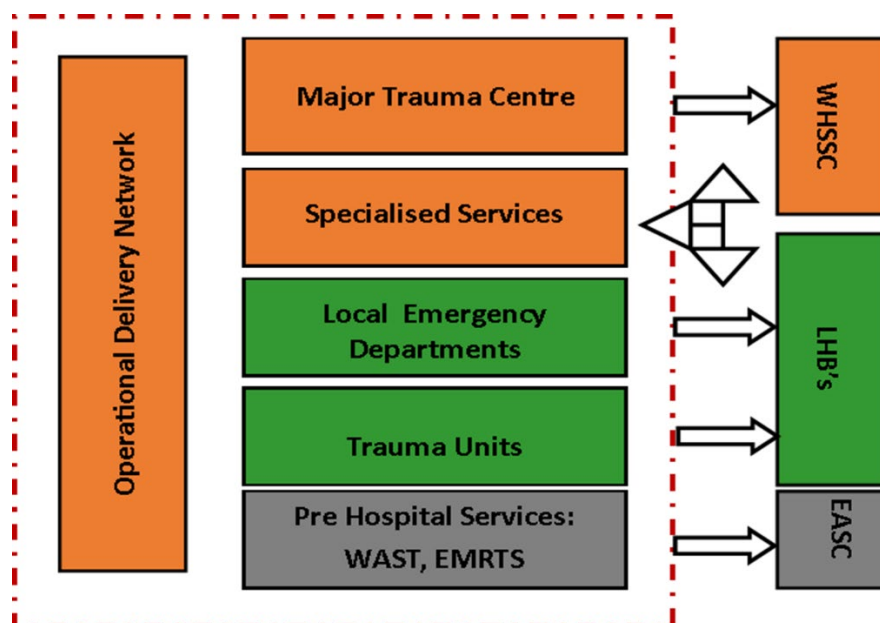 Operational Delivery Network
Major Trauma Centre
Specialised Services
Local Emergency
Departments
Trauma Units
Pre Hospital Services:
WAST, EMRTS
WHSSC
LHB's
EASC